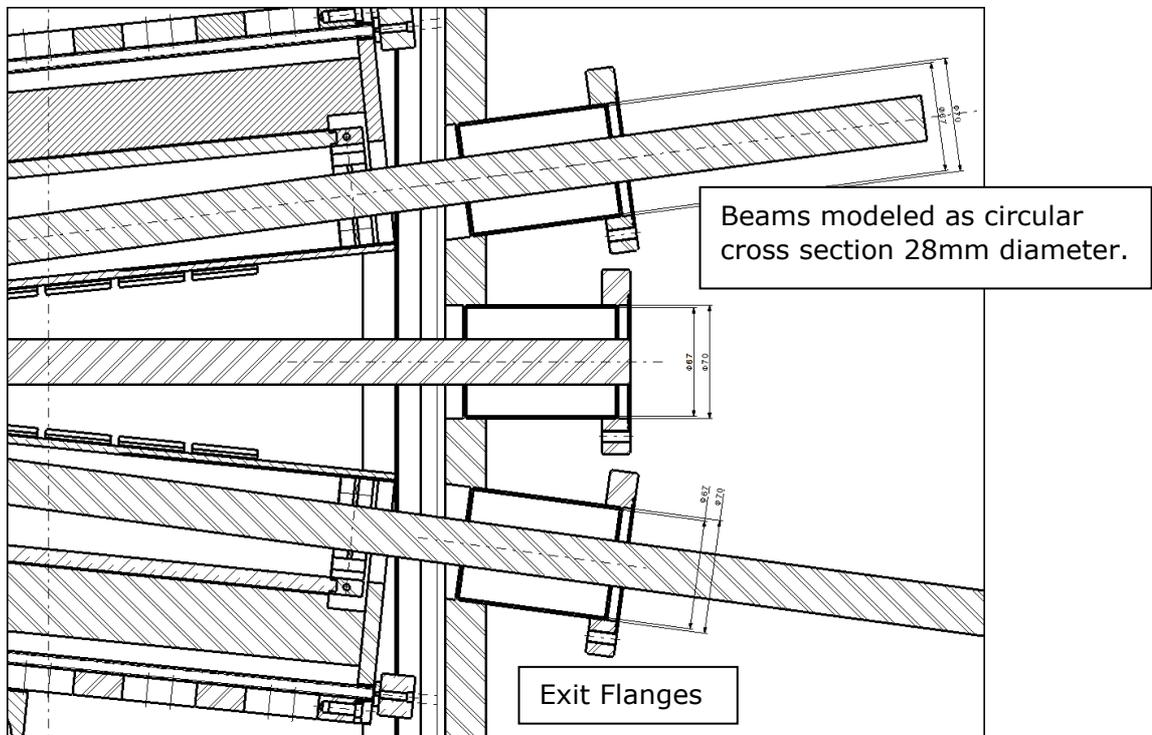 Φ67
Φ70
Beams modeled as circular
cross section 28mm diameter.
Φ67
Φ70
Φ67
Φ70
Exit Flanges